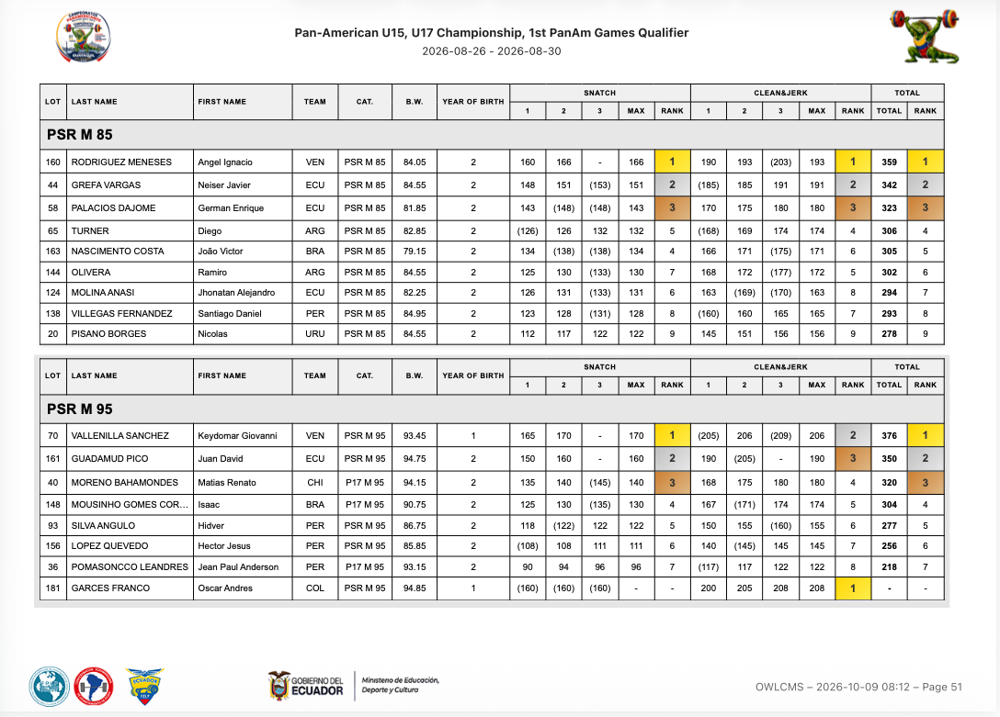 Pan-American U15, U17 Championship, 1st PanAm Games Qualifier
2026-08-26 - 2026-08-30
LOT LAST NAME FIRST NAME TEAM CAT. B.W. YEAR OF BIRTH SNATCH CLEAN&JERK TOTAL
1 2 3 MAX RANK 1 2 3 MAX RANK TOTAL RANK
PSR M 85
160 RODRIGUEZ MENESES Angel Ignacio VEN PSR M 85 84.05 2 160 166 - 166 1 190 193 (203) 193 1 359 1
44 GREFA VARGAS Neiser Javier ECU PSR M 85 84.55 2 148 151 (153) 151 2 (185) 185 191 191 2 342 2
58 PALACIOS DAJOME German Enrique ECU PSR M 85 81.85 2 143 (148) (148) 143 3 170 175 180 180 3 323 3
65 TURNER Diego ARG PSR M 85 82.85 2 (126) 126 132 132 5 (168) 169 174 174 4 306 4
163 NASCIMENTO COSTA João Victor BRA PSR M 85 79.15 2 134 (138) (138) 134 4 166 171 (175) 171 6 305 5
144 OLIVERA Ramiro ARG PSR M 85 84.55 2 125 130 (133) 130 7 168 172 (177) 172 5 302 6
124 MOLINA ANASI Jhonatan Alejandro ECU PSR M 85 82.25 2 126 131 (133) 131 6 163 (169) (170) 163 8 294 7
138 VILLEGAS FERNANDEZ Santiago Daniel PER PSR M 85 84.95 2 123 128 (131) 128 8 (160) 160 165 165 7 293 8
20 PISANO BORGES Nicolas URU PSR M 85 84.55 2 112 117 122 122 9 145 151 156 156 9 278 9
LOT LAST NAME FIRST NAME TEAM CAT. B.W. YEAR OF BIRTH SNATCH CLEAN&JERK TOTAL
1 2 3 MAX RANK 1 2 3 MAX RANK TOTAL RANK
PSR M 95
70 VALLENILLA SANCHEZ Keydomar Giovanni VEN PSR M 95 93.45 1 165 170 - 170 1 (205) 206 (209) 206 2 376 1
161 GUADAMUD PICO Juan David ECU PSR M 95 94.75 2 150 160 - 160 2 190 (205) - 190 3 350 2
40 MORENO BAHAMONDES Matias Renato CHI P17 M 95 94.15 2 135 140 (145) 140 3 168 175 180 180 4 320 3
148 MOUSINHO GOMES COR... Isaac BRA P17 M 95 90.75 2 125 130 (135) 130 4 167 (171) 174 174 5 304 4
93 SILVA ANGULO Hidver PER PSR M 95 86.75 2 118 (122) 122 122 5 150 155 (160) 155 6 277 5
156 LOPEZ QUEVEDO Hector Jesus PER PSR M 95 85.85 2 (108) 108 111 111 6 140 (145) 145 145 7 256 6
36 POMASONCCO LEANDRES Jean Paul Anderson PER P17 M 95 93.15 2 90 94 96 96 7 (117) 117 122 122 8 218 7
181 GARCES FRANCO Oscar Andres COL PSR M 95 94.85 1 (160) (160) (160) - - 200 205 208 208 1 - -
GOBIERNO DEL
ECUADOR
Ministerio de Educación,
Deporte y Cultura
OWLCMS – 2026-10-09 08:12 – Page 51